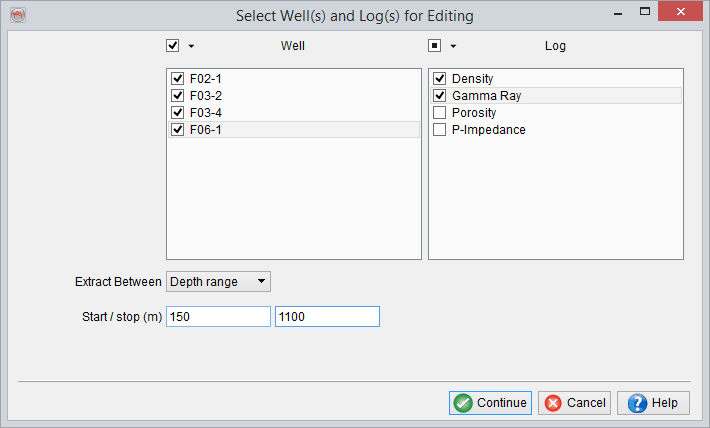 Select Well(s) and Log(s) for Editing
Well
Log
F02-1
F03-2
F03-4
F06-1
Density
Gamma Ray
Porosity
P-Impedance
Extract Between Depth range
Start / stop (m) 150 1100
Continue Cancel Help